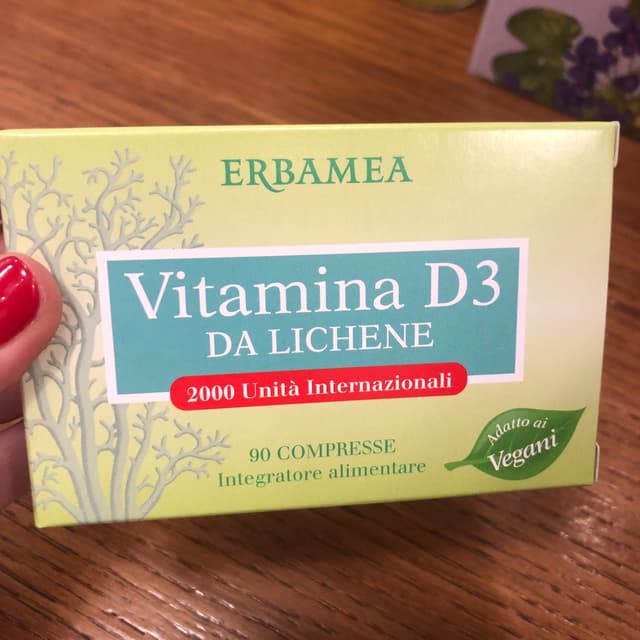 ERBAMEA
Vitamina D3
DA LICHENE
2000 Unità Internazionali
90 COMPRESSE
Integratore alimentare
Adatto ai
Vegani